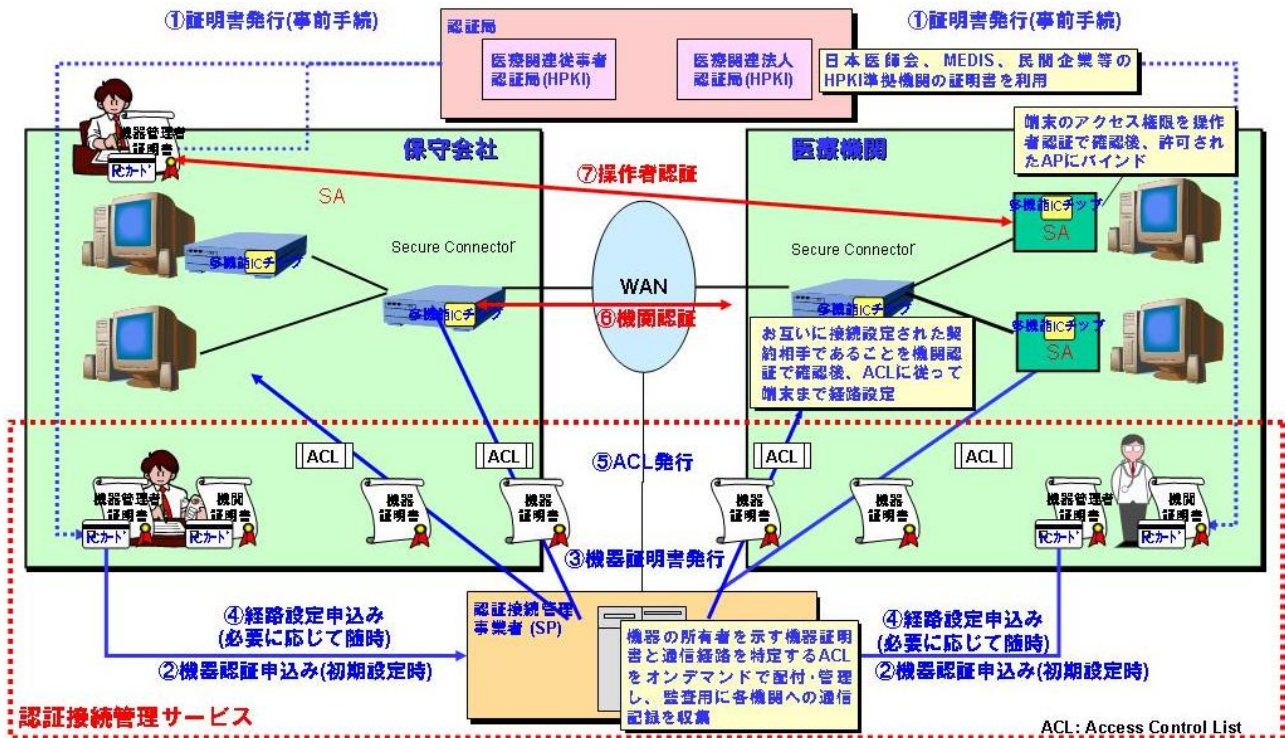 ①証明書発行(事前手続)
①証明書発行(事前手続)
認証局
医療関連従事者
認証局(HPKI)
医療関連法人
認証局(HPKI)
日本医師会、MEDIS、民間企業等の
HPKI準拠機関の証明書を利用
機器管理者
証明書
ICカード
保守会社
SA
医療機関
端末のアクセス権限を操作
者認証で確認後、許可され
たAPにバインド
⑦操作者認証
多機能ICチップ
SA
多機能ICチップ
Secure Connector
多機能ICチップ
WAN
Secure Connector
多機能ICチップ
⑥機関認証
多機能ICチップ
SA
お互いに接続設定された契
約相手であることを機関認
証で確認後、ACLに従って
端末まで経路設定
ACL
ACL
⑤ACL発行
ACL
ACL
機器管理者
証明書
ICカード
機関
証明書
ICカード
機器
証明書
機器
証明書
機器
証明書
機器
証明書
機器管理者
証明書
ICカード
機関
証明書
ICカード
③機器証明書発行
④経路設定申込み
(必要に応じて随時)
②機器認証申込み(初期設定時)
認証接続管理
事業者 (SP)
機器の所有者を示す機器証明
書と通信経路を特定するACL
をオンデマンドで配付・管理
し、監査用に各機関への通信
記録を収集
④経路設定申込み
(必要に応じて随時)
②機器認証申込み(初期設定時)
認証接続管理サービス
ACL: Access Control List